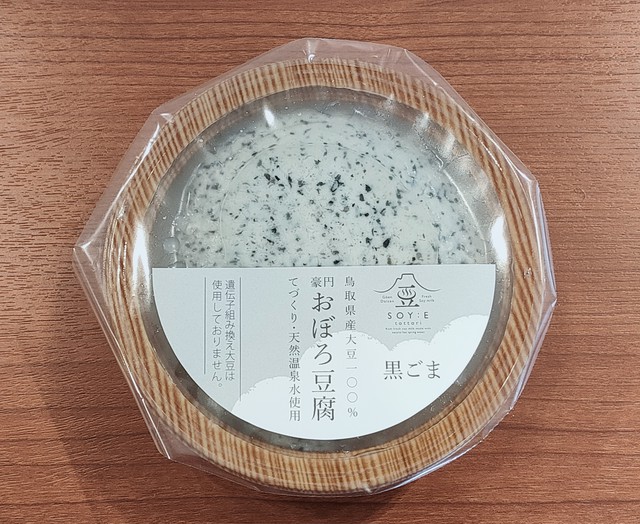 豆
SOY:E
tottori
黒ごま
鳥取県産大豆一〇〇%
豪円
おぼろ豆腐
てづくり・天然温泉水使用
遺伝子組み換え大豆は
使用しておりません。